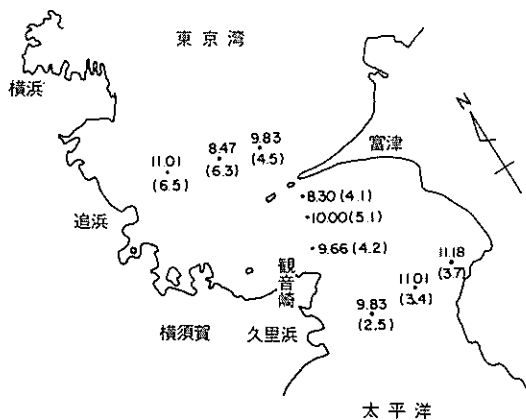 東京湾
N
横浜
富津
9.83
(4.5)
8.47
(6.3)
11.01
(6.5)
8.30(4.1)
10.00(5.1)
追浜
9.66(4.2)
観音崎
11.18
(3.7)
11.01
(3.4)
9.83
(2.5)
横須賀
久里浜
太平洋